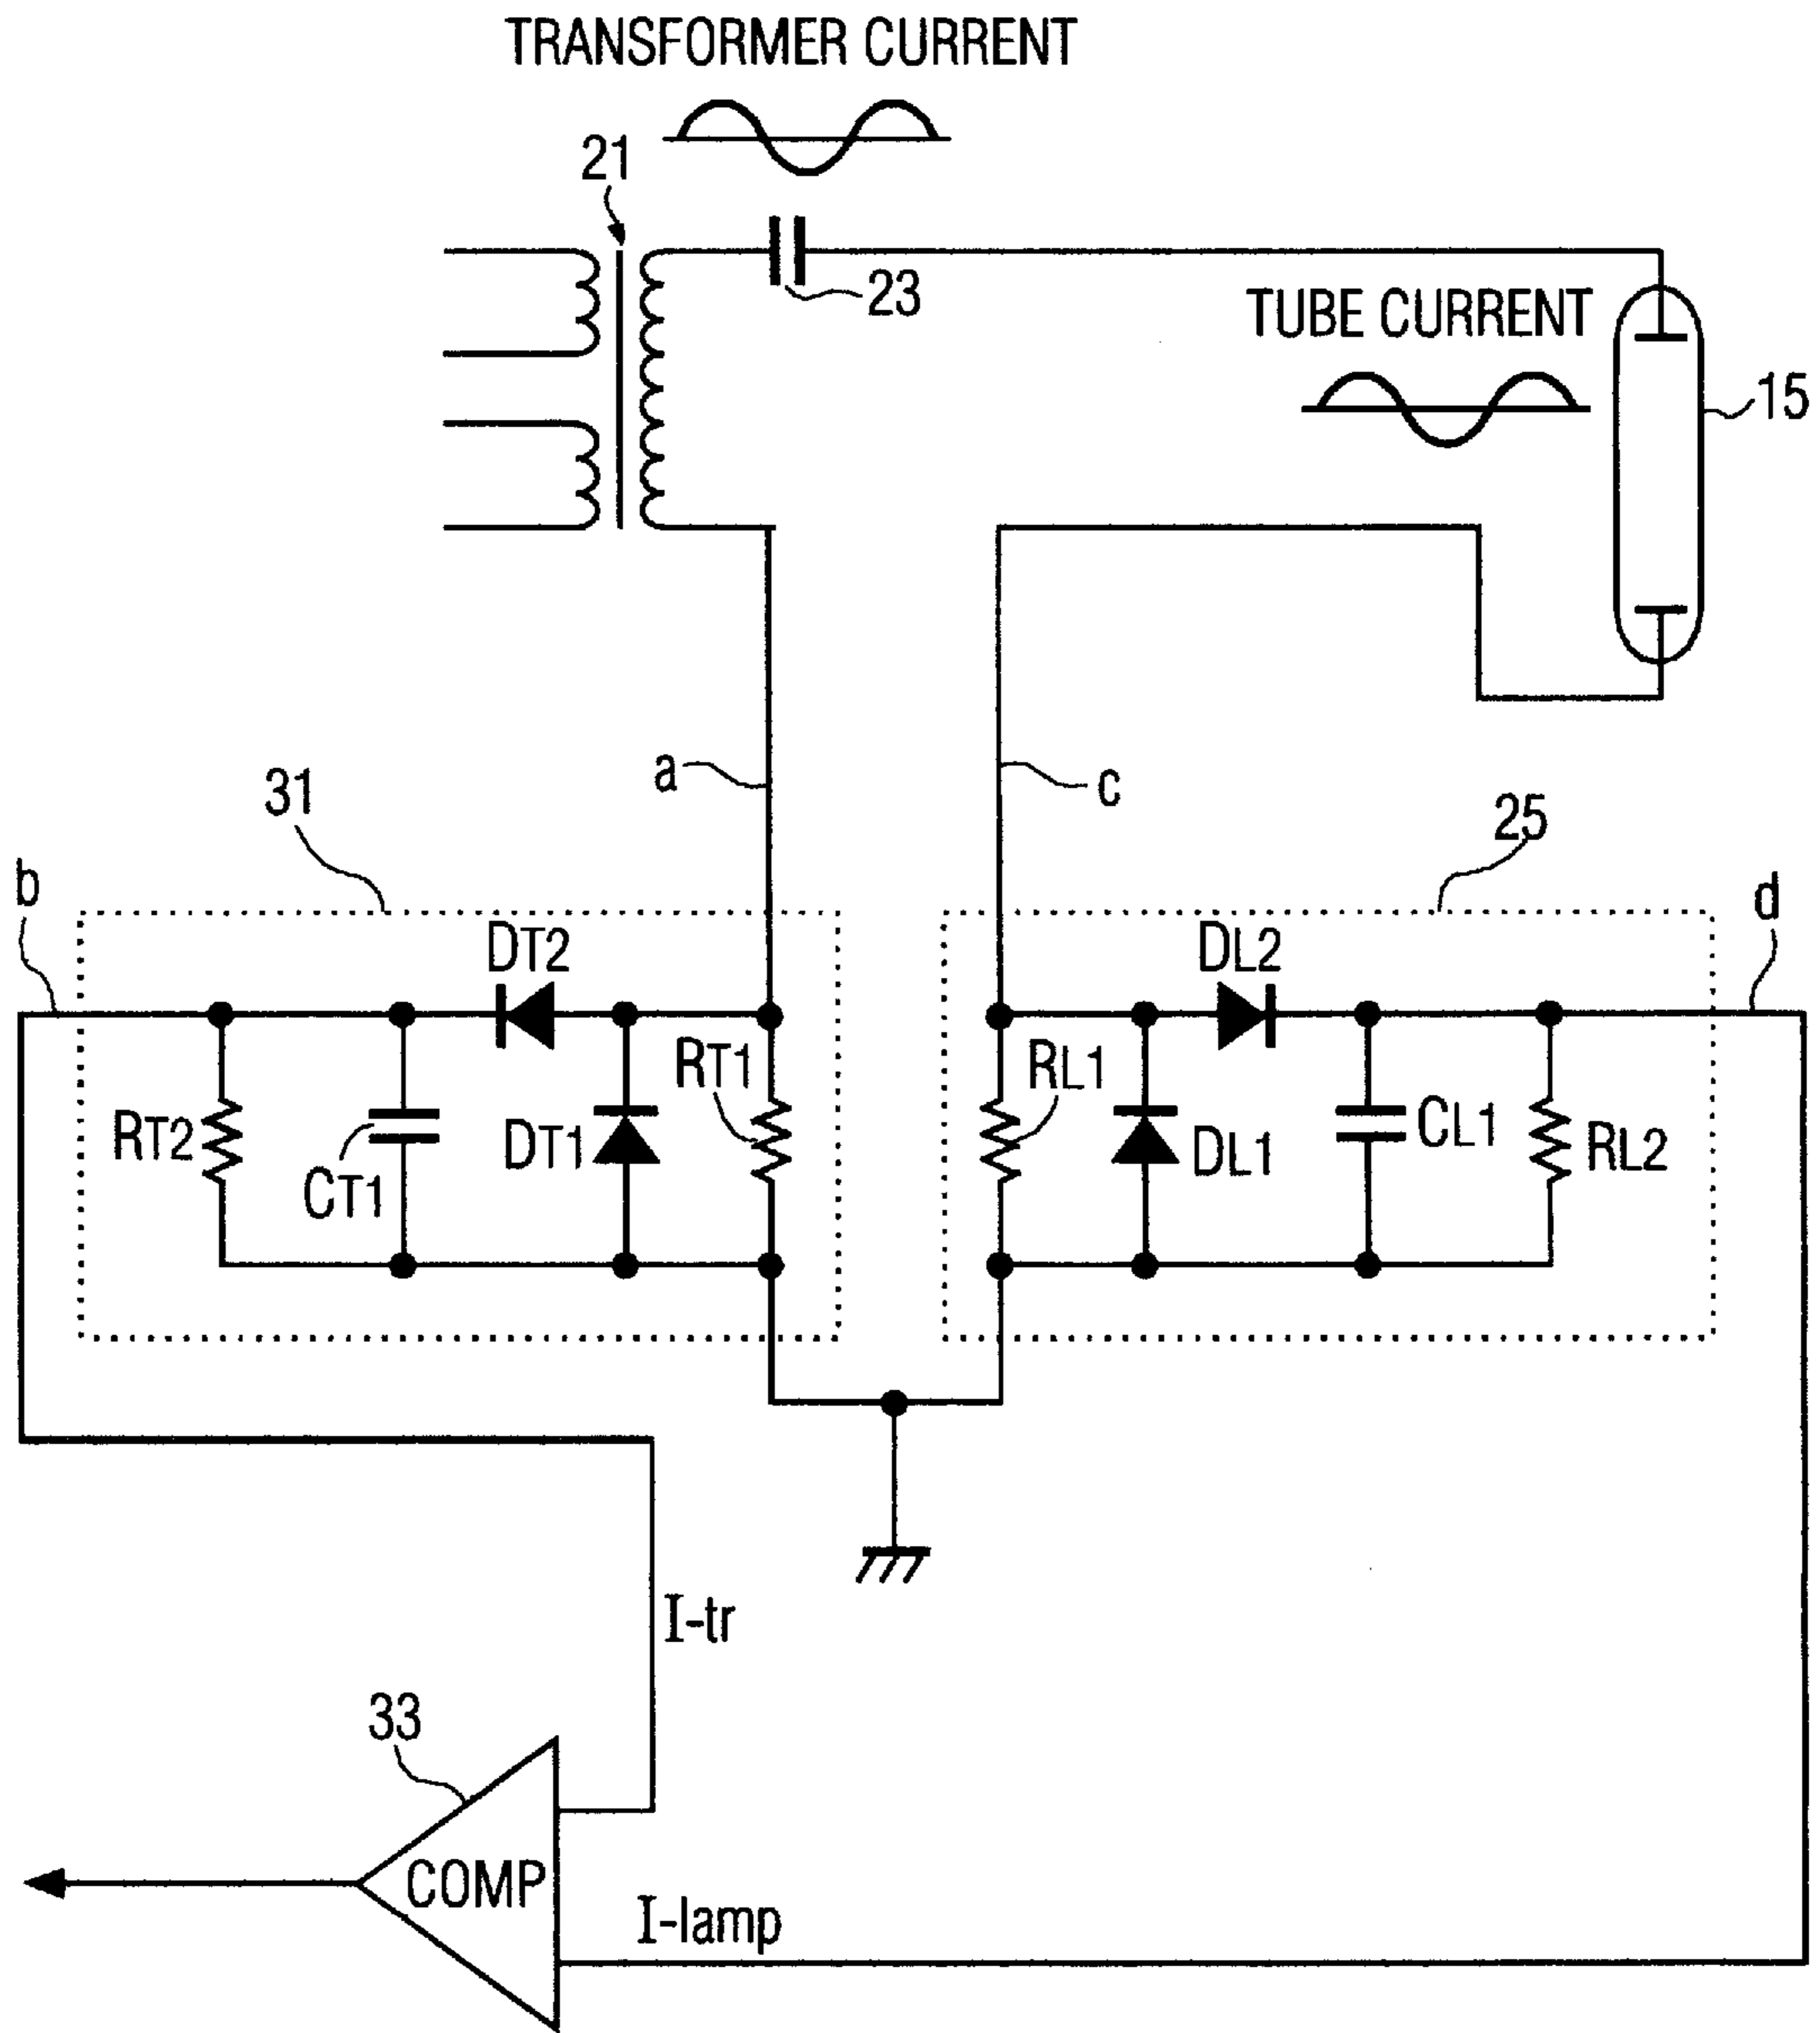 TRANSFORMER CURRENT
21
23
TUBE CURRENT
15
a
c
31
25
b
d
DT2
DL2
RT1
RL1
RT2
CT1
DT1
DL1
CL1
RL2
I-tr
33
COMP
I-lamp